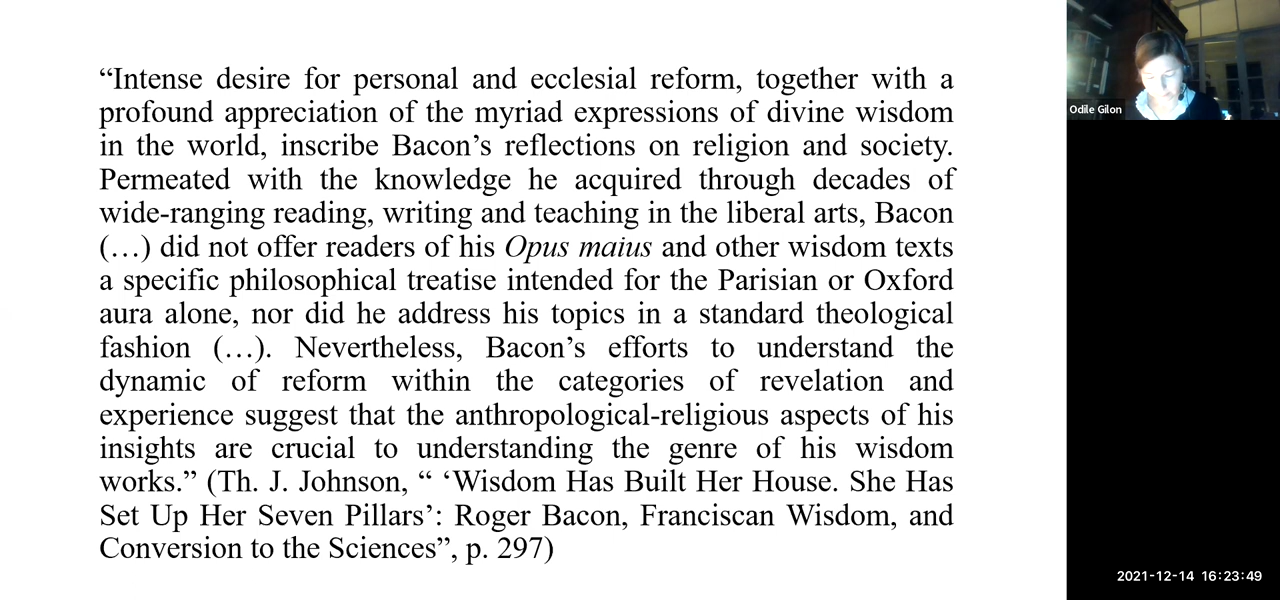 “Intense desire for personal and ecclesial reform, together with a
profound appreciation of the myriad expressions of divine wisdom
in the world, inscribe Bacon’s reflections on religion and society.
Permeated with the knowledge he acquired through decades of
wide-ranging reading, writing and teaching in the liberal arts, Bacon
(…) did not offer readers of his Opus maius and other wisdom texts
a specific philosophical treatise intended for the Parisian or Oxford
aura alone, nor did he address his topics in a standard theological
fashion (…). Nevertheless, Bacon’s efforts to understand the
dynamic of reform within the categories of revelation and
experience suggest that the anthropological-religious aspects of his
insights are crucial to understanding the genre of his wisdom
works.” (Th. J. Johnson, “ ‘Wisdom Has Built Her House. She Has
Set Up Her Seven Pillars’: Roger Bacon, Franciscan Wisdom, and
Conversion to the Sciences”, p. 297)
Odile Gilon
2021-12-14 16:23:49